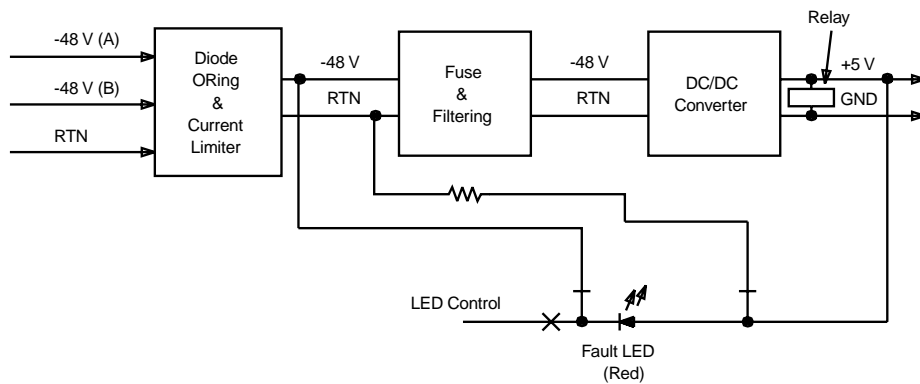 Relay
-48 V (A)
-48 V (B)
RTN
Diode
ORing
&
Current
Limiter
-48 V
RTN
Fuse
&
Filtering
-48 V
RTN
DC/DC
Converter
+5 V
GND
LED Control
Fault LED
(Red)